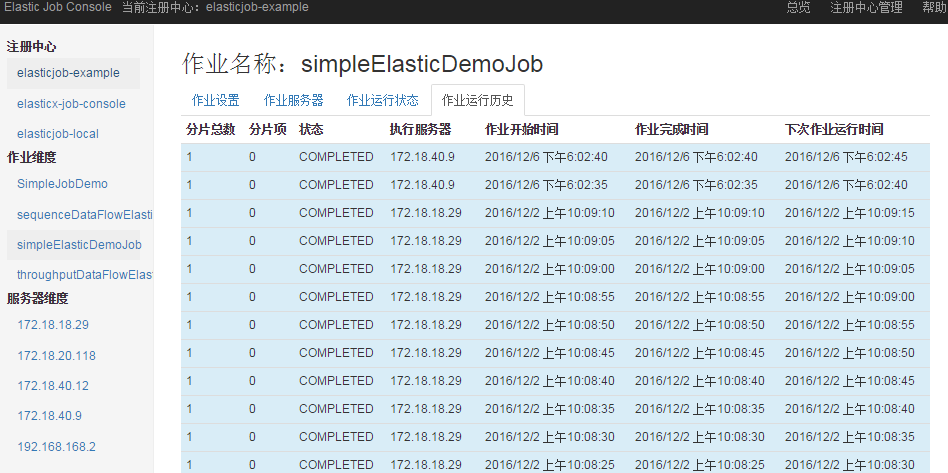 Elastic Job Console 当前注册中心：elasticjob-example 总览 注册中心管理 帮助
注册中心
elasticjob-example
elasticx-job-console
elasticjob-local
作业维度
SimpleJobDemo
sequenceDataFlowElasti
simpleElasticDemoJob
throughputDataFlowElas
服务器维度
172.18.18.29
172.18.20.118
172.18.40.12
172.18.40.9
192.168.168.2
作业名称：simpleElasticDemoJob
作业设置 作业服务器 作业运行状态 作业运行历史
分片总数 分片项 状态 执行服务器 作业开始时间 作业完成时间 下次作业运行时间
1 0 COMPLETED 172.18.40.9 2016/12/6 下午6:02:40 2016/12/6 下午6:02:40 2016/12/6 下午6:02:45
1 0 COMPLETED 172.18.40.9 2016/12/6 下午6:02:35 2016/12/6 下午6:02:35 2016/12/6 下午6:02:40
1 0 COMPLETED 172.18.18.29 2016/12/2 上午10:09:10 2016/12/2 上午10:09:10 2016/12/2 上午10:09:15
1 0 COMPLETED 172.18.18.29 2016/12/2 上午10:09:05 2016/12/2 上午10:09:05 2016/12/2 上午10:09:10
1 0 COMPLETED 172.18.18.29 2016/12/2 上午10:09:00 2016/12/2 上午10:09:00 2016/12/2 上午10:09:05
1 0 COMPLETED 172.18.18.29 2016/12/2 上午10:08:55 2016/12/2 上午10:08:55 2016/12/2 上午10:09:00
1 0 COMPLETED 172.18.18.29 2016/12/2 上午10:08:50 2016/12/2 上午10:08:50 2016/12/2 上午10:08:55
1 0 COMPLETED 172.18.18.29 2016/12/2 上午10:08:45 2016/12/2 上午10:08:45 2016/12/2 上午10:08:50
1 0 COMPLETED 172.18.18.29 2016/12/2 上午10:08:40 2016/12/2 上午10:08:40 2016/12/2 上午10:08:45
1 0 COMPLETED 172.18.18.29 2016/12/2 上午10:08:35 2016/12/2 上午10:08:35 2016/12/2 上午10:08:40
1 0 COMPLETED 172.18.18.29 2016/12/2 上午10:08:30 2016/12/2 上午10:08:30 2016/12/2 上午10:08:35
1 0 COMPLETED 172.18.18.29 2016/12/2 上午10:08:25 2016/12/2 上午10:08:25 2016/12/2 上午10:08:30